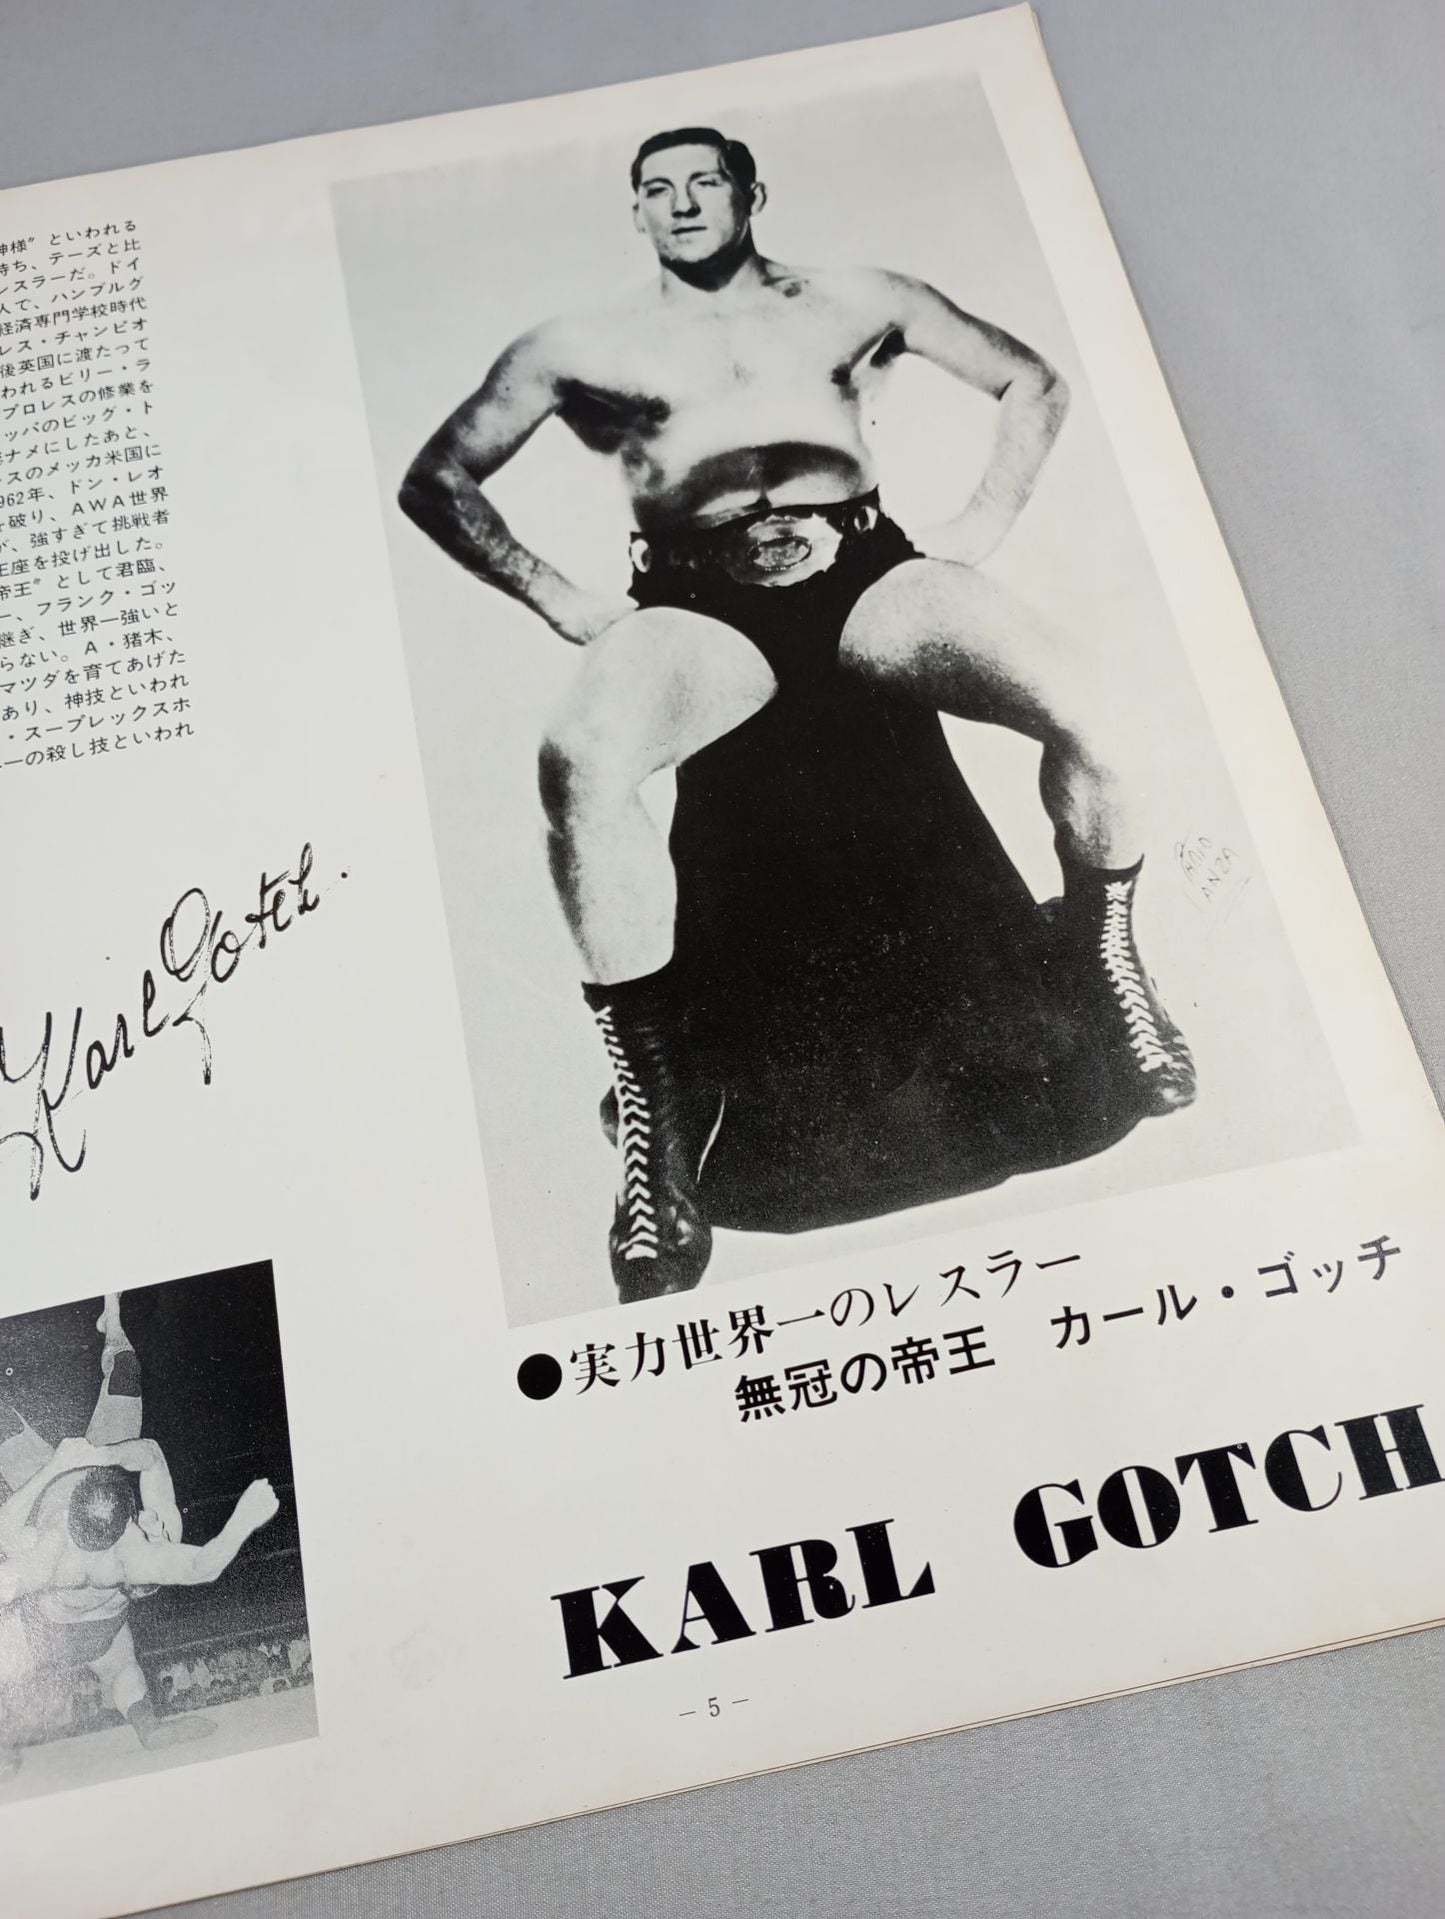 神様〟といわれる
持ち、テーズと比
レスラーだ。ドイ
人で、ハンブルグ
経済専門学校時代
レス・チャンピオ
後英国に渡たって
われるビリー・ラ
プロレスの修業を
ッパのビッグ・ト
ナメにしたあと、
スのメッカ米国に
962年、ドン・レオ
を破り、AWA世界
が、強すぎて挑戦者
王座を投げ出した。
帝王〟として君臨、
ー、フランク・ゴッ
継ぎ、世界一強いと
らない。A・猪木、
マツダを育てあげた
あり、神技といわれ
・スープレックスホ
一の殺し技といわれ
Karl Gotch.
●実力世界一のレスラー
無冠の帝王 カール・ゴッチ
KARL GOTCH
— 5 —